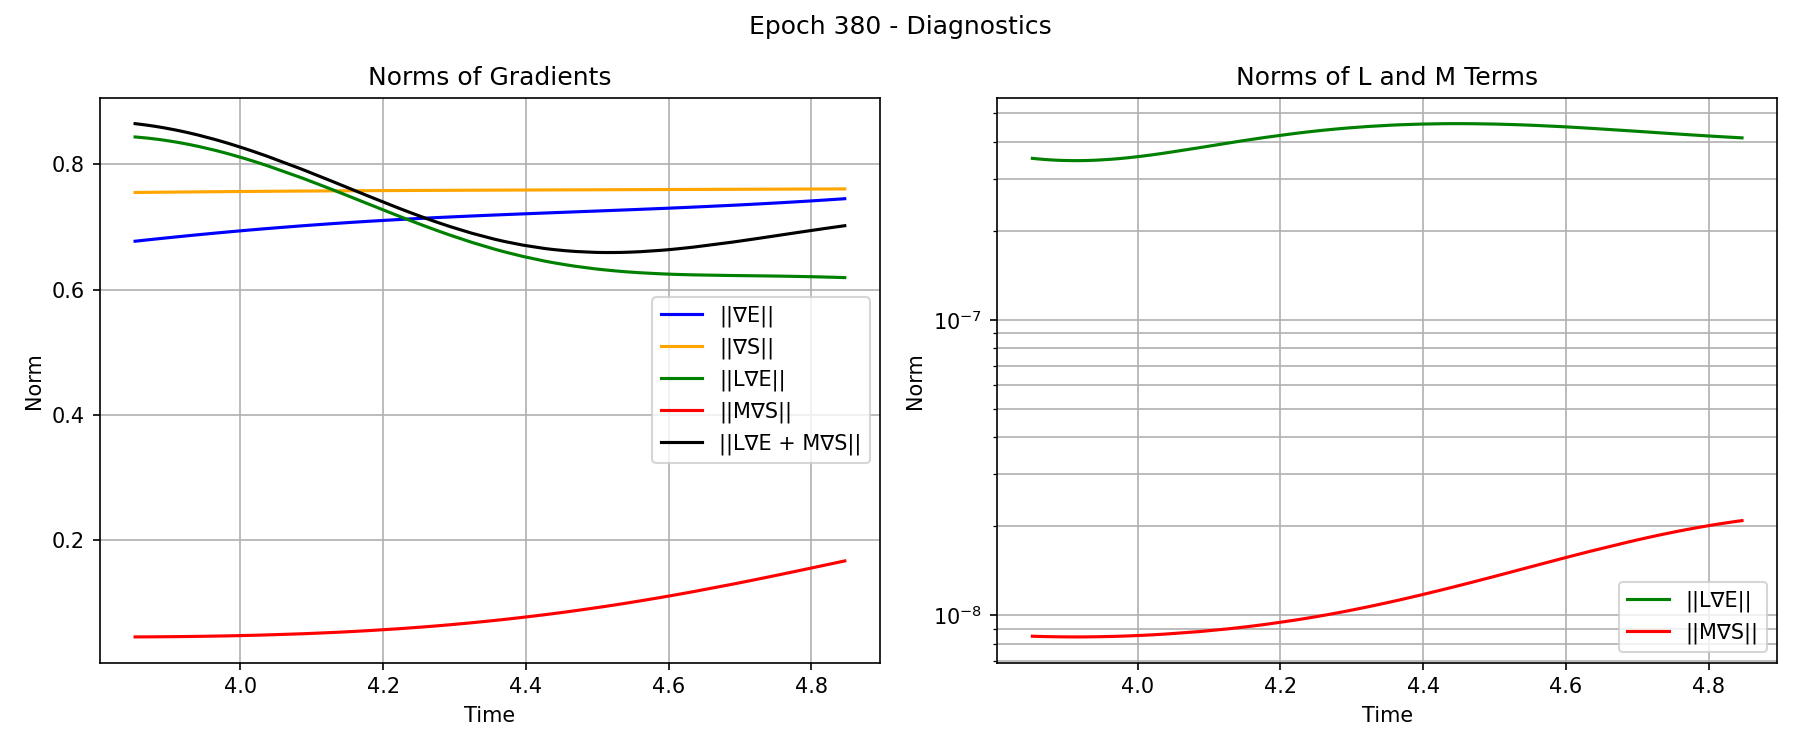 Epoch 380 - Diagnostics
Norms of Gradients
Norm
0.8
0.6
0.4
0.2
4.0 4.2 4.4 4.6 4.8
Time
||∇E||
||∇S||
||L∇E||
||M∇S||
||L∇E + M∇S||
Norms of L and M Terms
Norm
10⁻⁷
10⁻⁸
4.0 4.2 4.4 4.6 4.8
Time
||L∇E||
||M∇S||